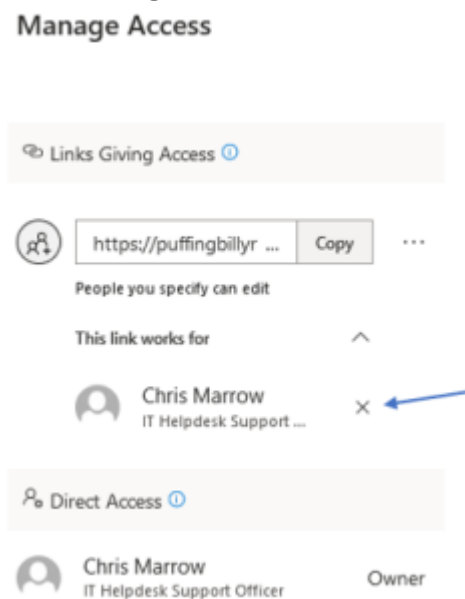 Manage Access
Links Giving Access
https://puffingbillyr ... Copy ...
People you specify can edit
This link works for
Chris Marrow
IT Helpdesk Support ...
Direct Access
Chris Marrow Owner
IT Helpdesk Support Officer